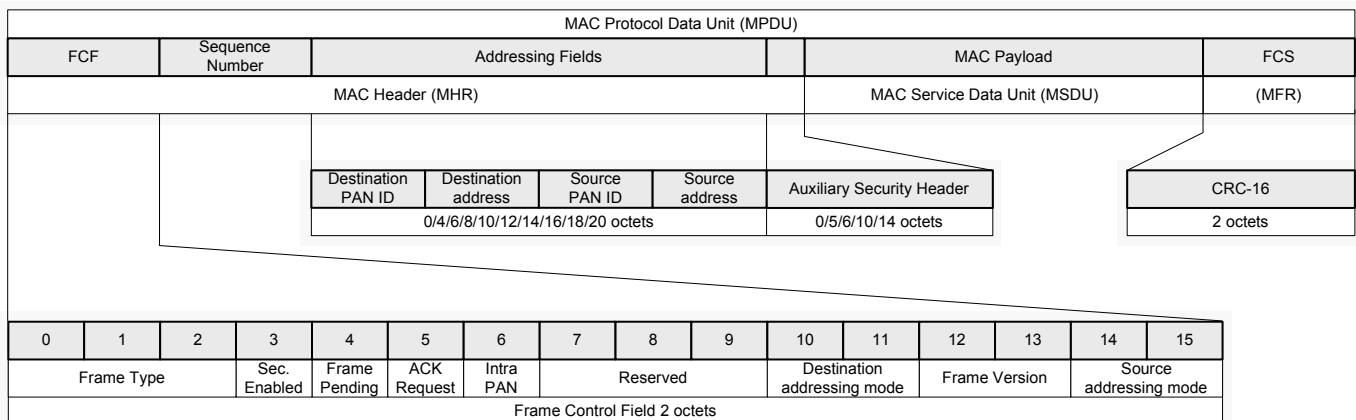 MAC Protocol Data Unit (MPDU)
FCF
Sequence
Number
Addressing Fields
MAC Payload
FCS
MAC Header (MHR)
MAC Service Data Unit (MSDU)
(MFR)
Destination
PAN ID
Destination
address
Source
PAN ID
Source
address
Auxiliary Security Header
CRC-16
0/4/6/8/10/12/14/16/18/20 octets
0/5/6/10/14 octets
2 octets
0 1 2 3 4 5 6 7 8 9 10 11 12 13 14 15
Frame Type
Sec.
Enabled
Frame
Pending
ACK
Request
Intra
PAN
Reserved
Destination
addressing mode
Frame Version
Source
addressing mode
Frame Control Field 2 octets